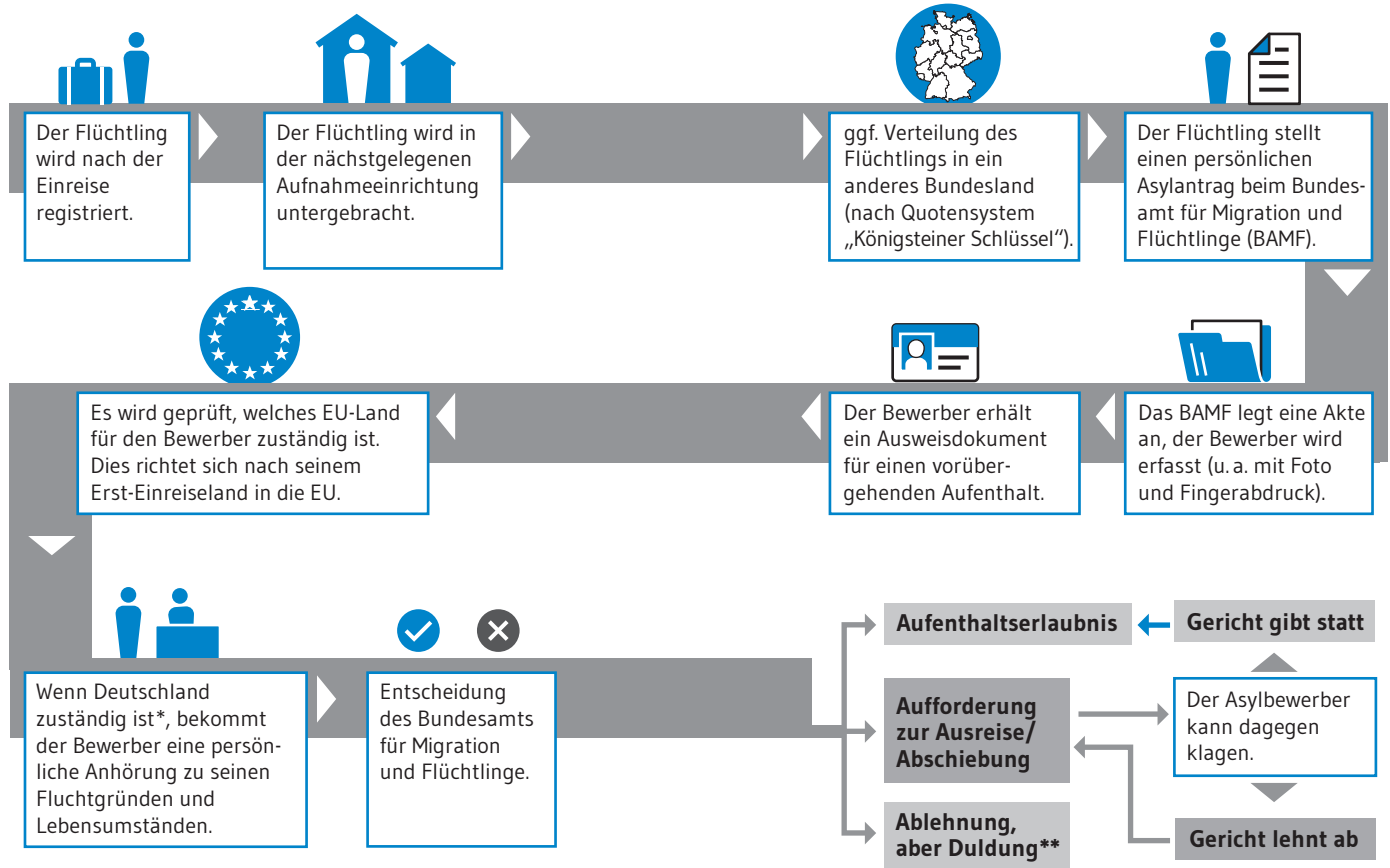 Der Flüchtling
wird nach der
Einreise
registriert.
Der Flüchtling wird in
der nächstgelegenen
Aufnahmeeinrichtung
untergebracht.
ggf. Verteilung des
Flüchtlings in ein
anderes Bundesland
(nach Quotensystem
„Königsteiner Schlüssel“).
Der Flüchtling stellt
einen persönlichen
Asylantrag beim Bundes-
amt für Migration und
Flüchtlinge (BAMF).
Das BAMF legt eine Akte
an, der Bewerber wird
erfasst (u. a. mit Foto
und Fingerabdruck).
Der Bewerber erhält
ein Ausweisdokument
für einen vorüber-
gehenden Aufenthalt.
Es wird geprüft, welches EU-Land
für den Bewerber zuständig ist.
Dies richtet sich nach seinem
Erst-Einreiseland in die EU.
Wenn Deutschland
zuständig ist*, bekommt
der Bewerber eine persön-
liche Anhörung zu seinen
Fluchtgründen und
Lebensumständen.
Entscheidung
des Bundesamts
für Migration
und Flüchtlinge.
Aufenthaltserlaubnis
Aufforderung
zur Ausreise/
Abschiebung
Ablehnung,
aber Duldung**
Gericht gibt statt
Der Asylbewerber
kann dagegen
klagen.
Gericht lehnt ab